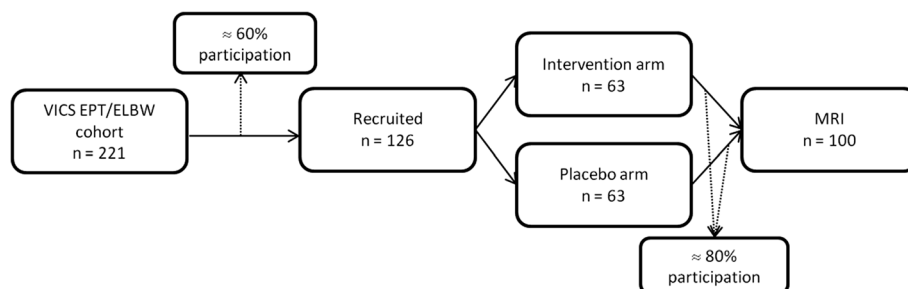 ≈ 60%
participation
VICS EPT/ELBW
cohort
n = 221
Recruited
n = 126
Intervention arm
n = 63
Placebo arm
n = 63
MRI
n = 100
≈ 80%
participation